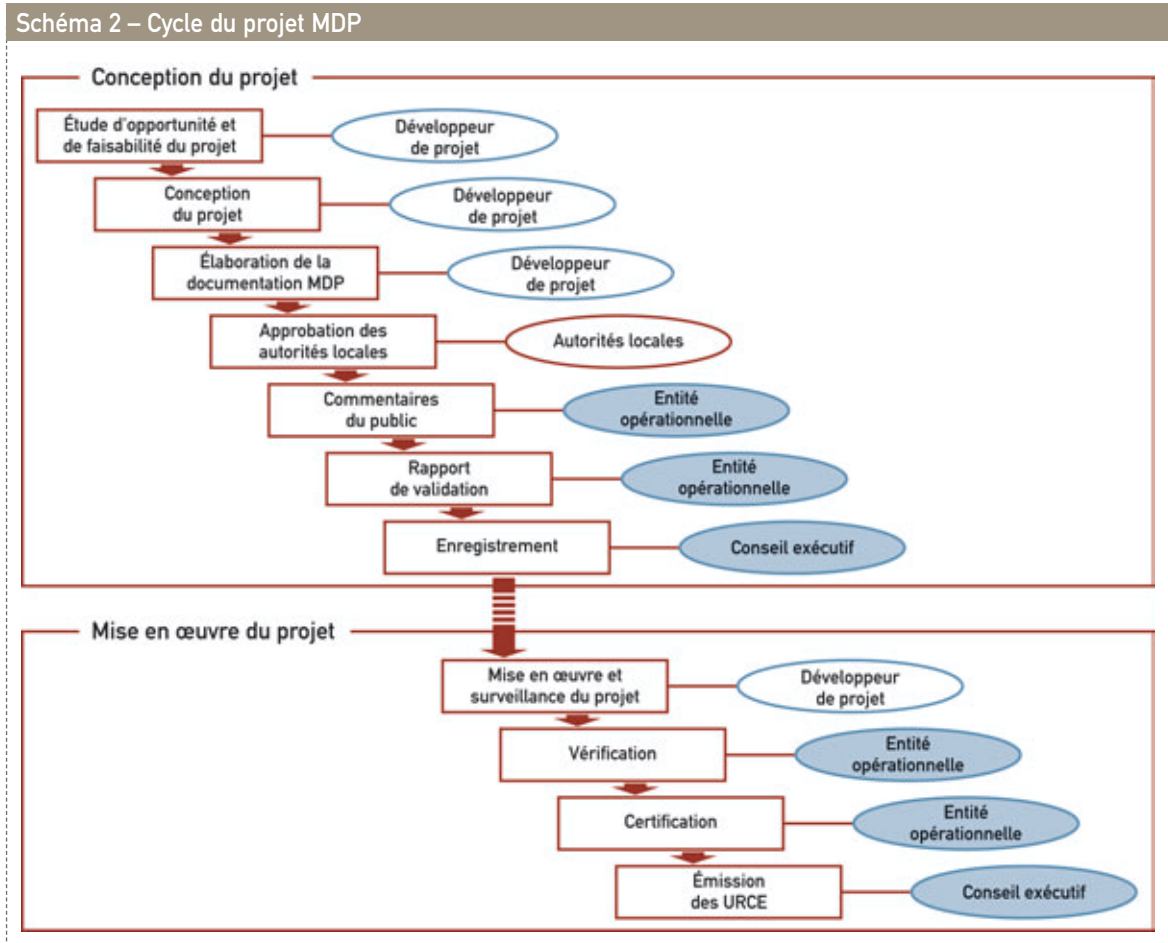 Schéma 2 – Cycle du projet MDP
Conception du projet
Étude d'opportunité et
de faisabilité du projet
Développeur
de projet
Conception
du projet
Développeur
de projet
Élaboration de la
documentation MDP
Développeur
de projet
Approbation des
autorités locales
Autorités locales
Commentaires
du public
Entité
opérationnelle
Rapport
de validation
Entité
opérationnelle
Enregistrement
Conseil exécutif
Mise en œuvre du projet
Mise en œuvre et
surveillance du projet
Développeur
de projet
Vérification
Entité
opérationnelle
Certification
Entité
opérationnelle
Émission
des URCE
Conseil exécutif